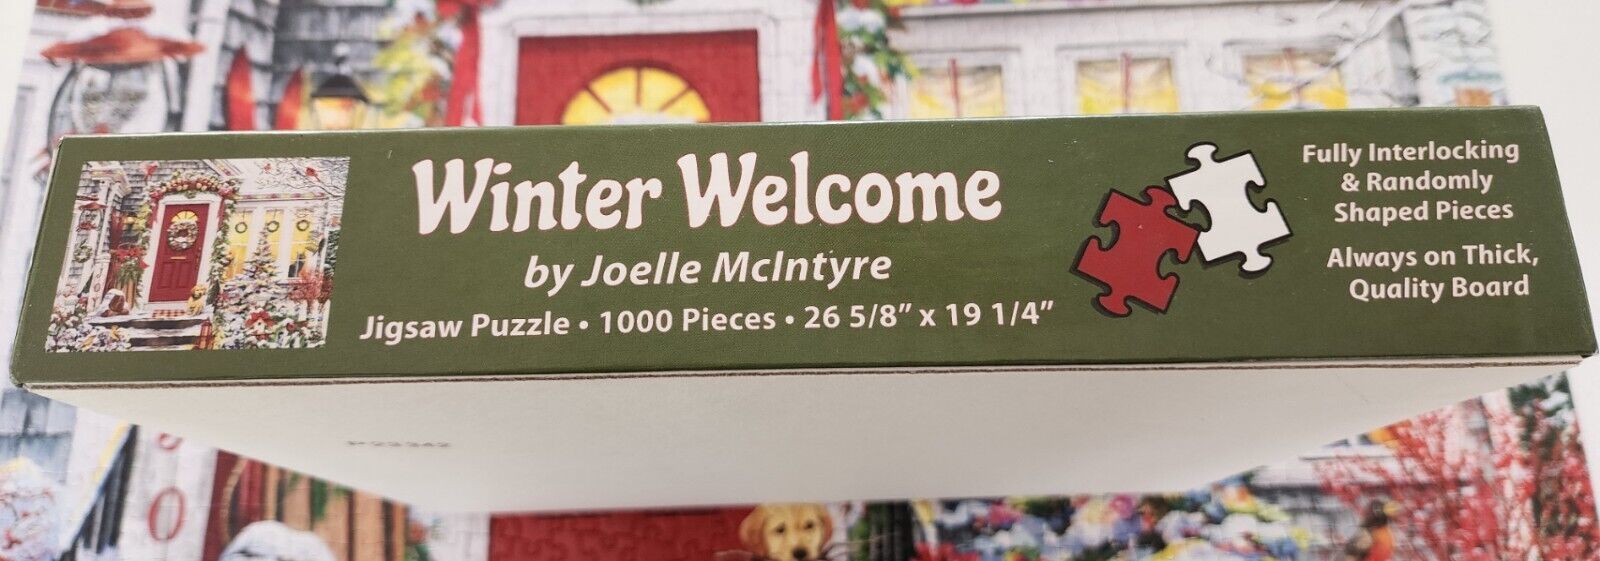 Winter Welcome
by Joelle McIntyre
Jigsaw Puzzle • 1000 Pieces • 26 5/8” x 19 1/4”
Fully Interlocking
& Randomly
Shaped Pieces
Always on Thick,
Quality Board